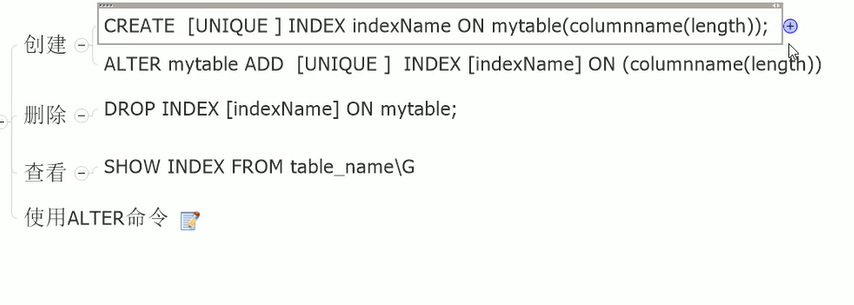 创建
CREATE [UNIQUE ] INDEX indexName ON mytable(columnname(length));
ALTER mytable ADD [UNIQUE ] INDEX [indexName] ON (columnname(length))
删除
DROP INDEX [indexName] ON mytable;
查看
SHOW INDEX FROM table_name\G
使用ALTER命令